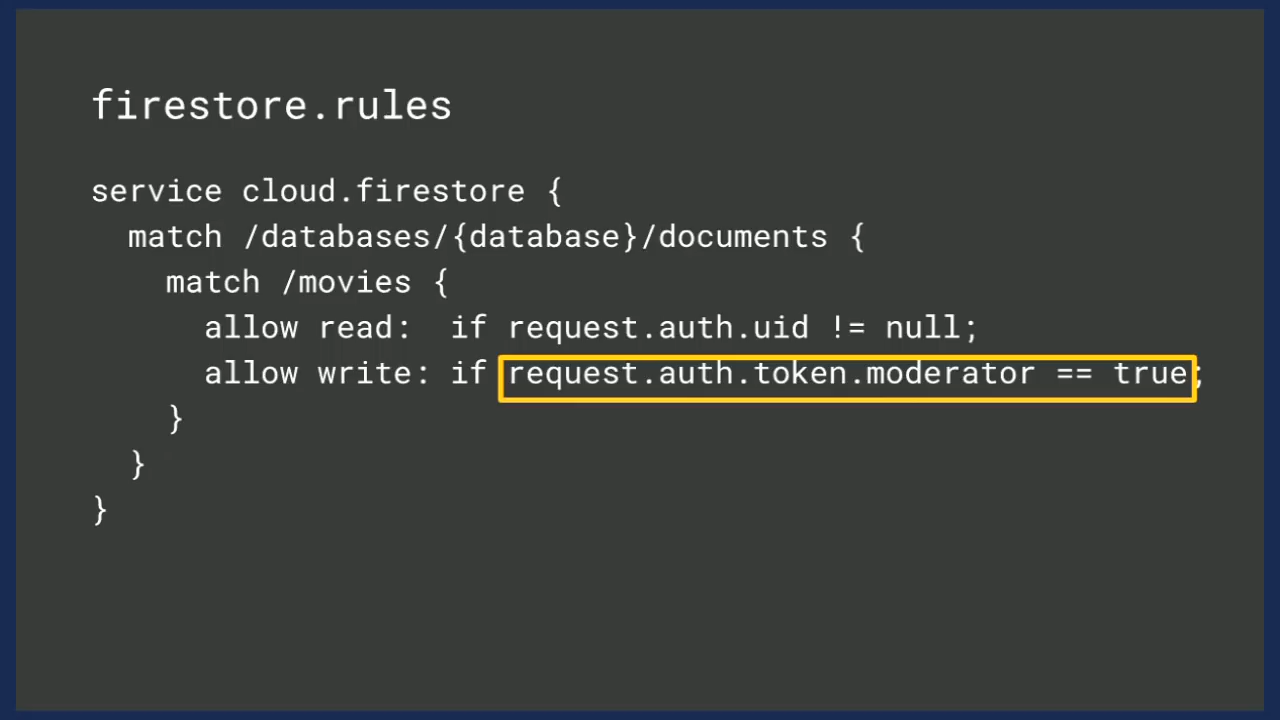 firestore.rules
service cloud.firestore {
  match /databases/{database}/documents {
    match /movies {
      allow read:  if request.auth.uid != null;
      allow write: if request.auth.token.moderator == true;
    }
  }
}